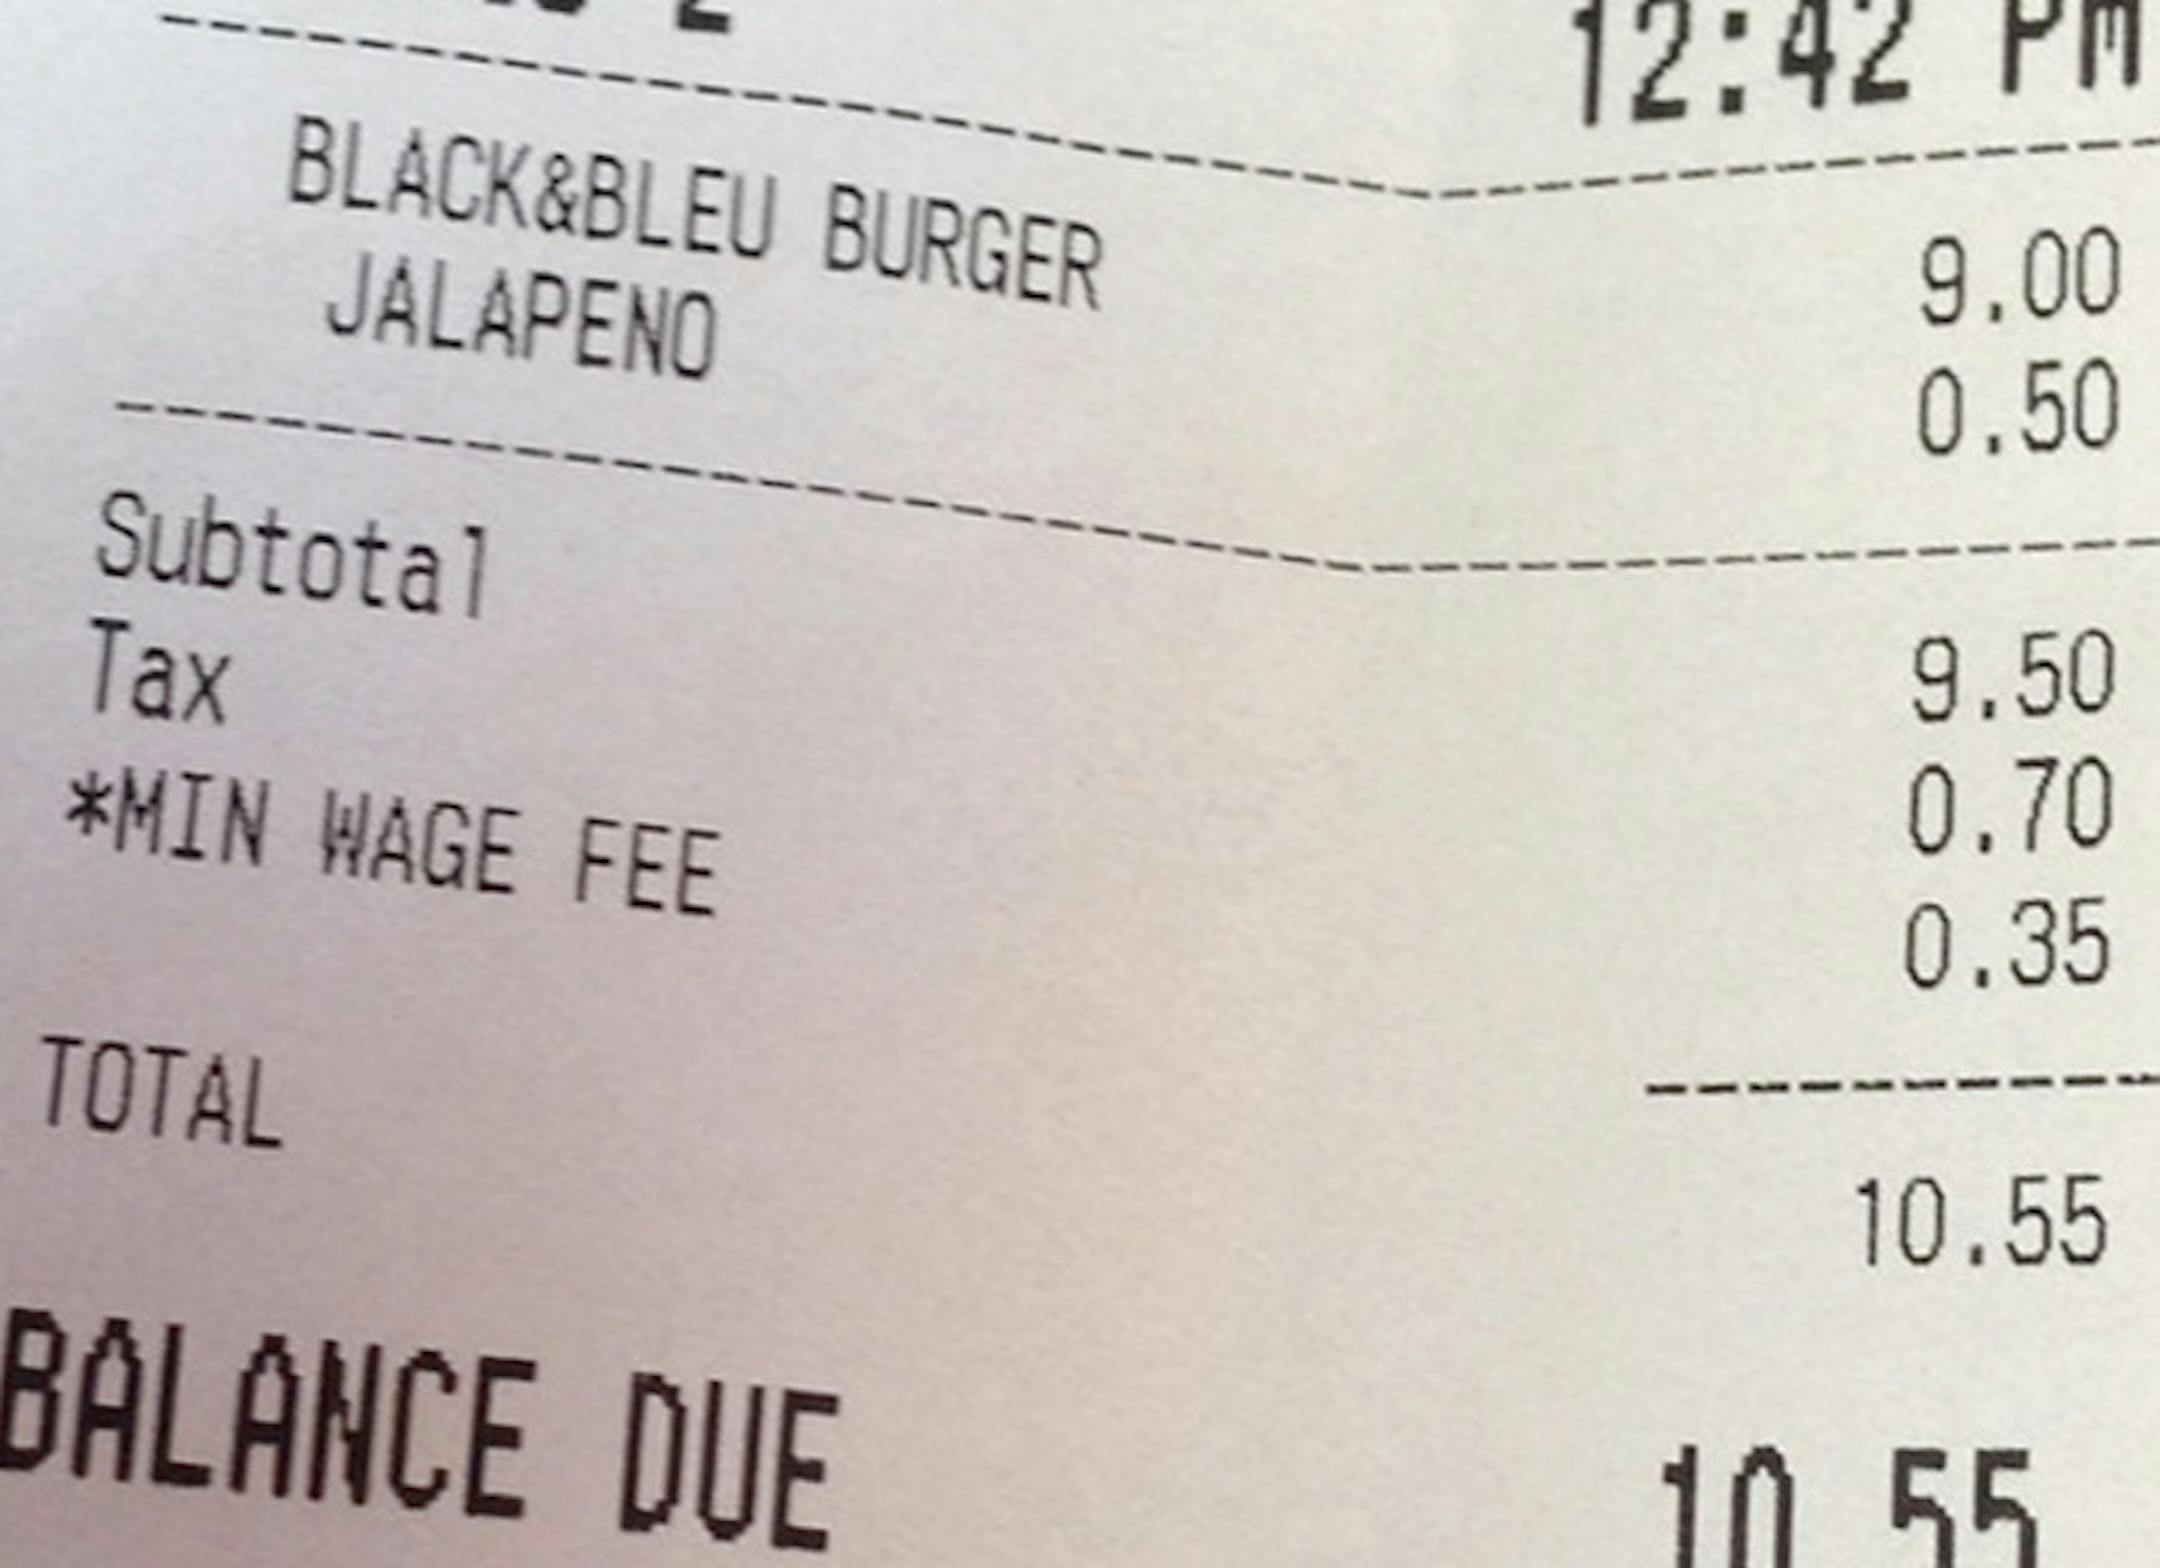 12:42 PM
BLACK&BLEU BURGER 9.00
JALAPENO 0.50
Subtotal 9.50
Tax 0.70
*MIN WAGE FEE 0.35
TOTAL 10.55
BALANCE DUE 10.55